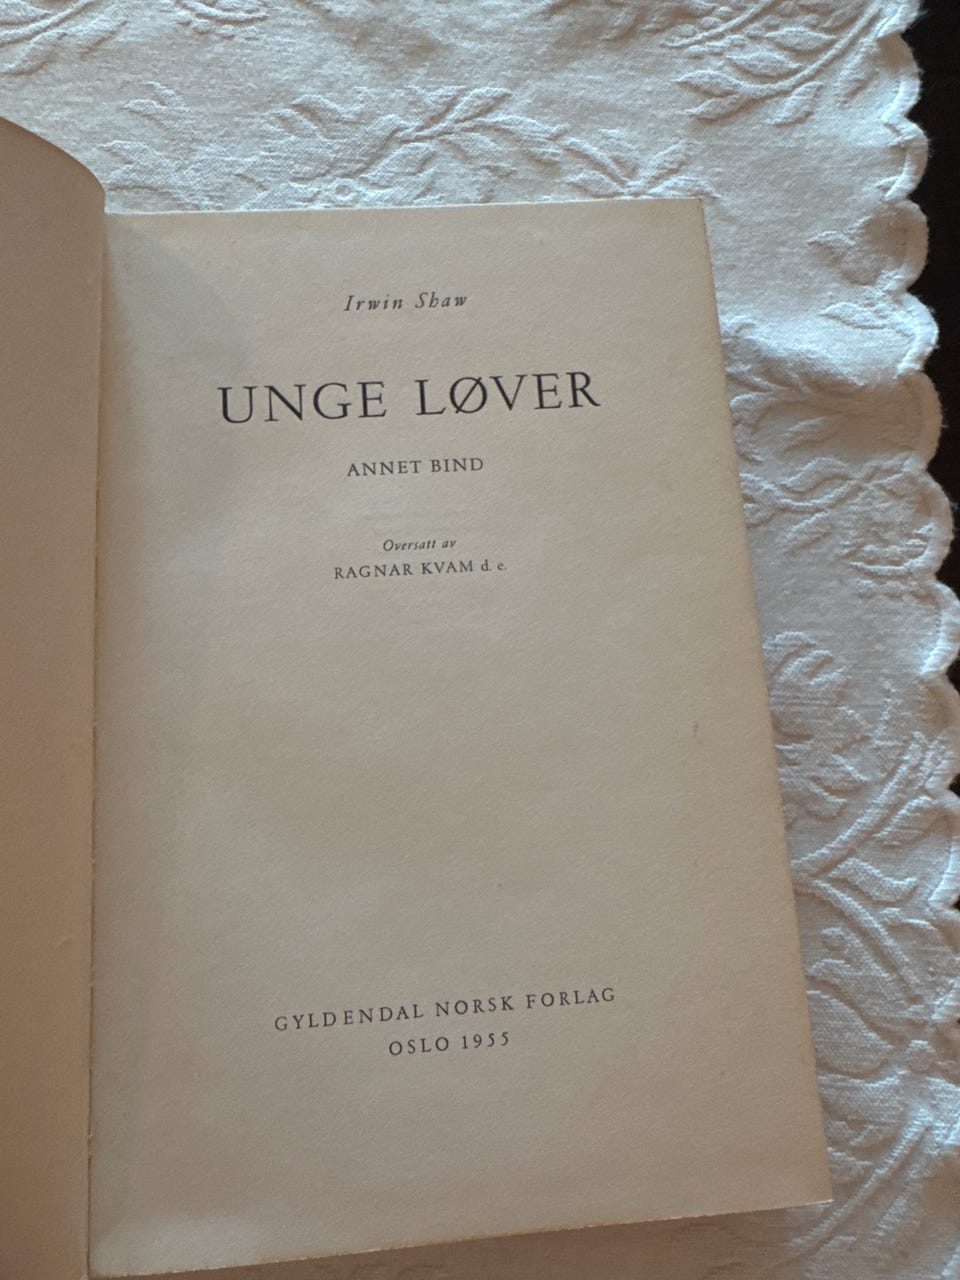 Irwin Shaw
UNGE LØVER
ANNET BIND
Oversatt av
RAGNAR KVAM d. e.
GYLDENDAL NORSK FORLAG
OSLO 1955